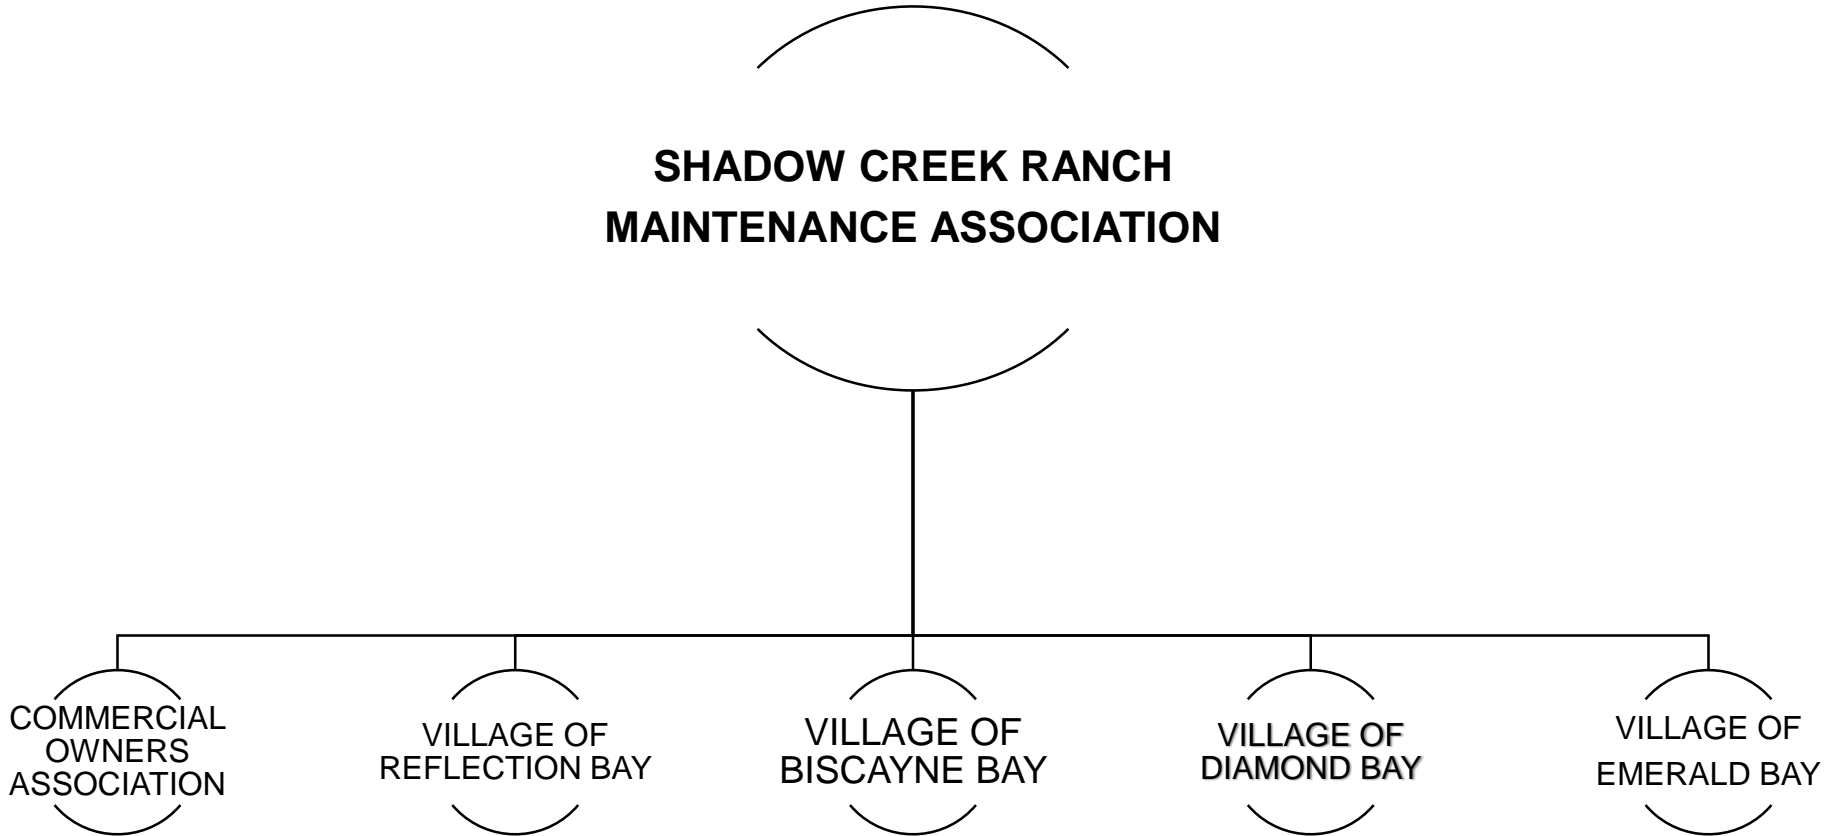 SHADOW CREEK RANCH
MAINTENANCE ASSOCIATION
COMMERCIAL
OWNERS
ASSOCIATION
VILLAGE OF
REFLECTION BAY
VILLAGE OF
BISCAYNE BAY
VILLAGE OF
DIAMOND BAY
VILLAGE OF
EMERALD BAY